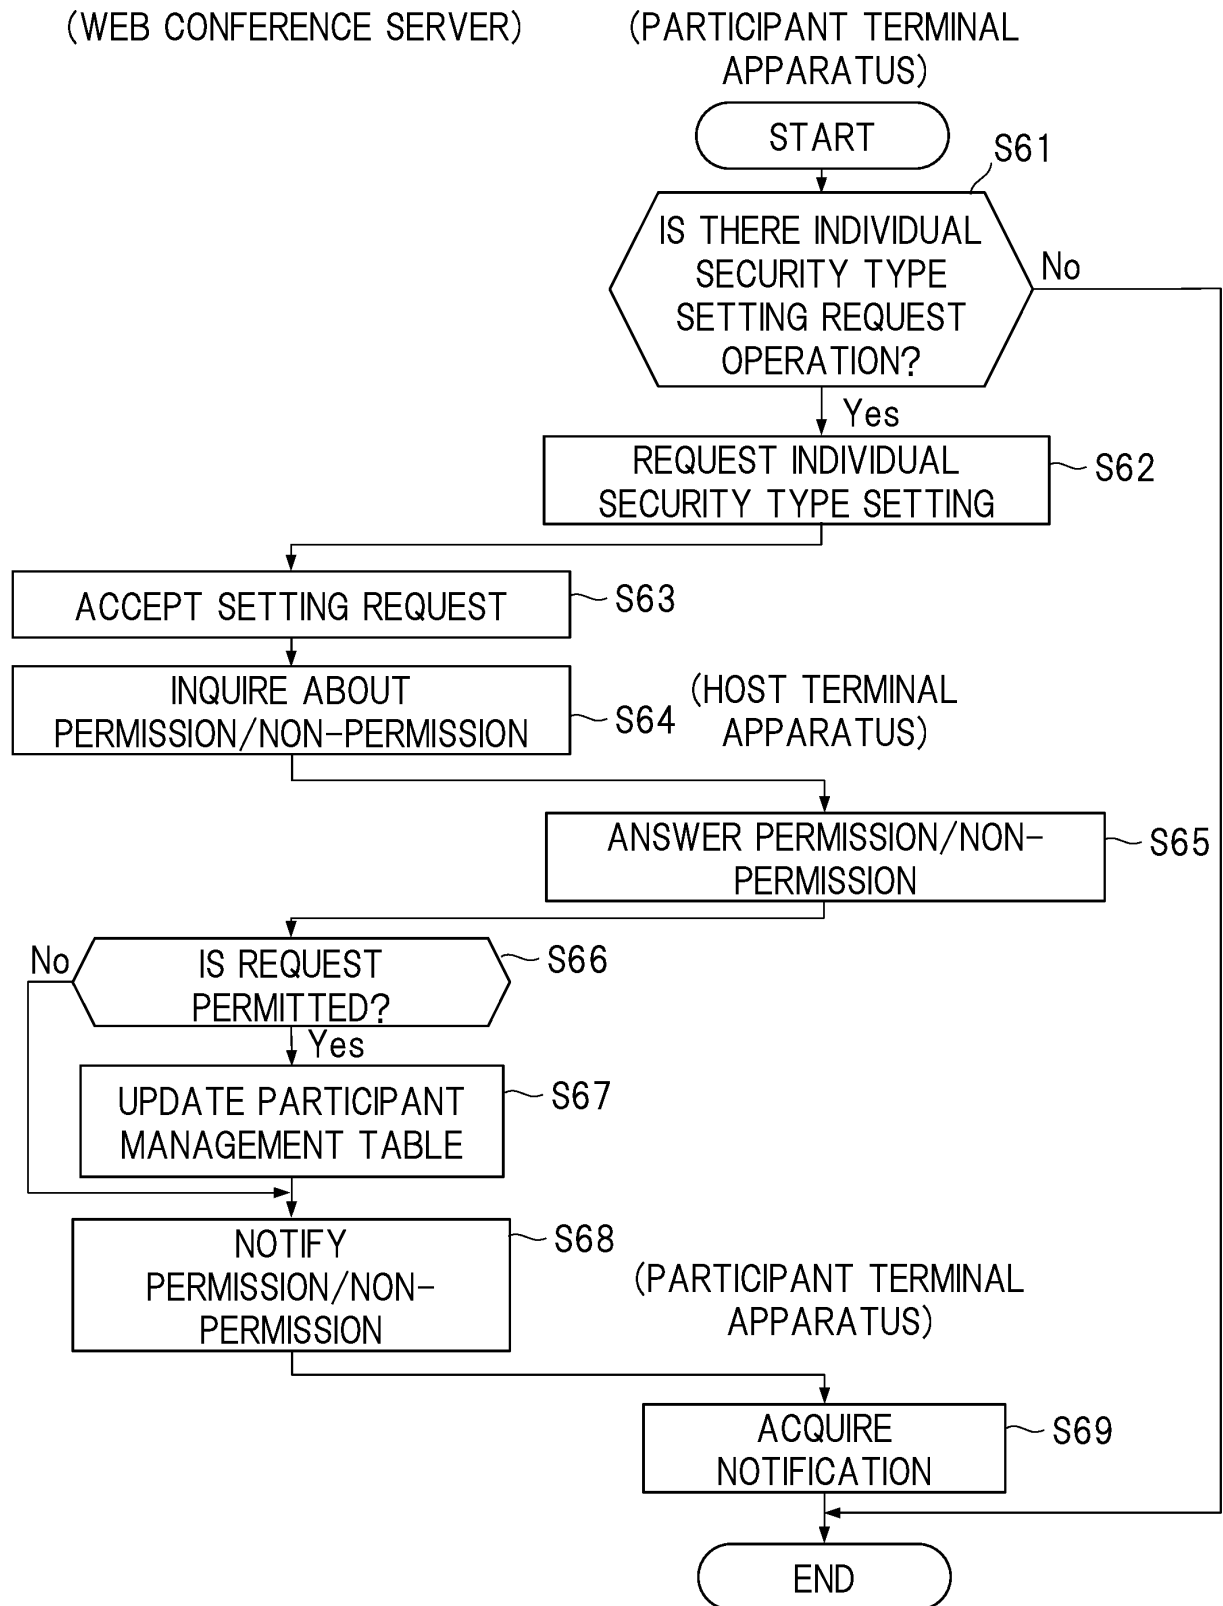 (WEB CONFERENCE SERVER)
(PARTICIPANT TERMINAL
APPARATUS)
START
S61
IS THERE INDIVIDUAL
SECURITY TYPE
SETTING REQUEST
OPERATION?
No
Yes
REQUEST INDIVIDUAL
SECURITY TYPE SETTING
S62
ACCEPT SETTING REQUEST
S63
INQUIRE ABOUT
PERMISSION/NON-PERMISSION
S64
(HOST TERMINAL
APPARATUS)
ANSWER PERMISSION/NON-
PERMISSION
S65
No
IS REQUEST
PERMITTED?
S66
Yes
UPDATE PARTICIPANT
MANAGEMENT TABLE
S67
NOTIFY
PERMISSION/NON-
PERMISSION
S68
(PARTICIPANT TERMINAL
APPARATUS)
ACQUIRE
NOTIFICATION
S69
END